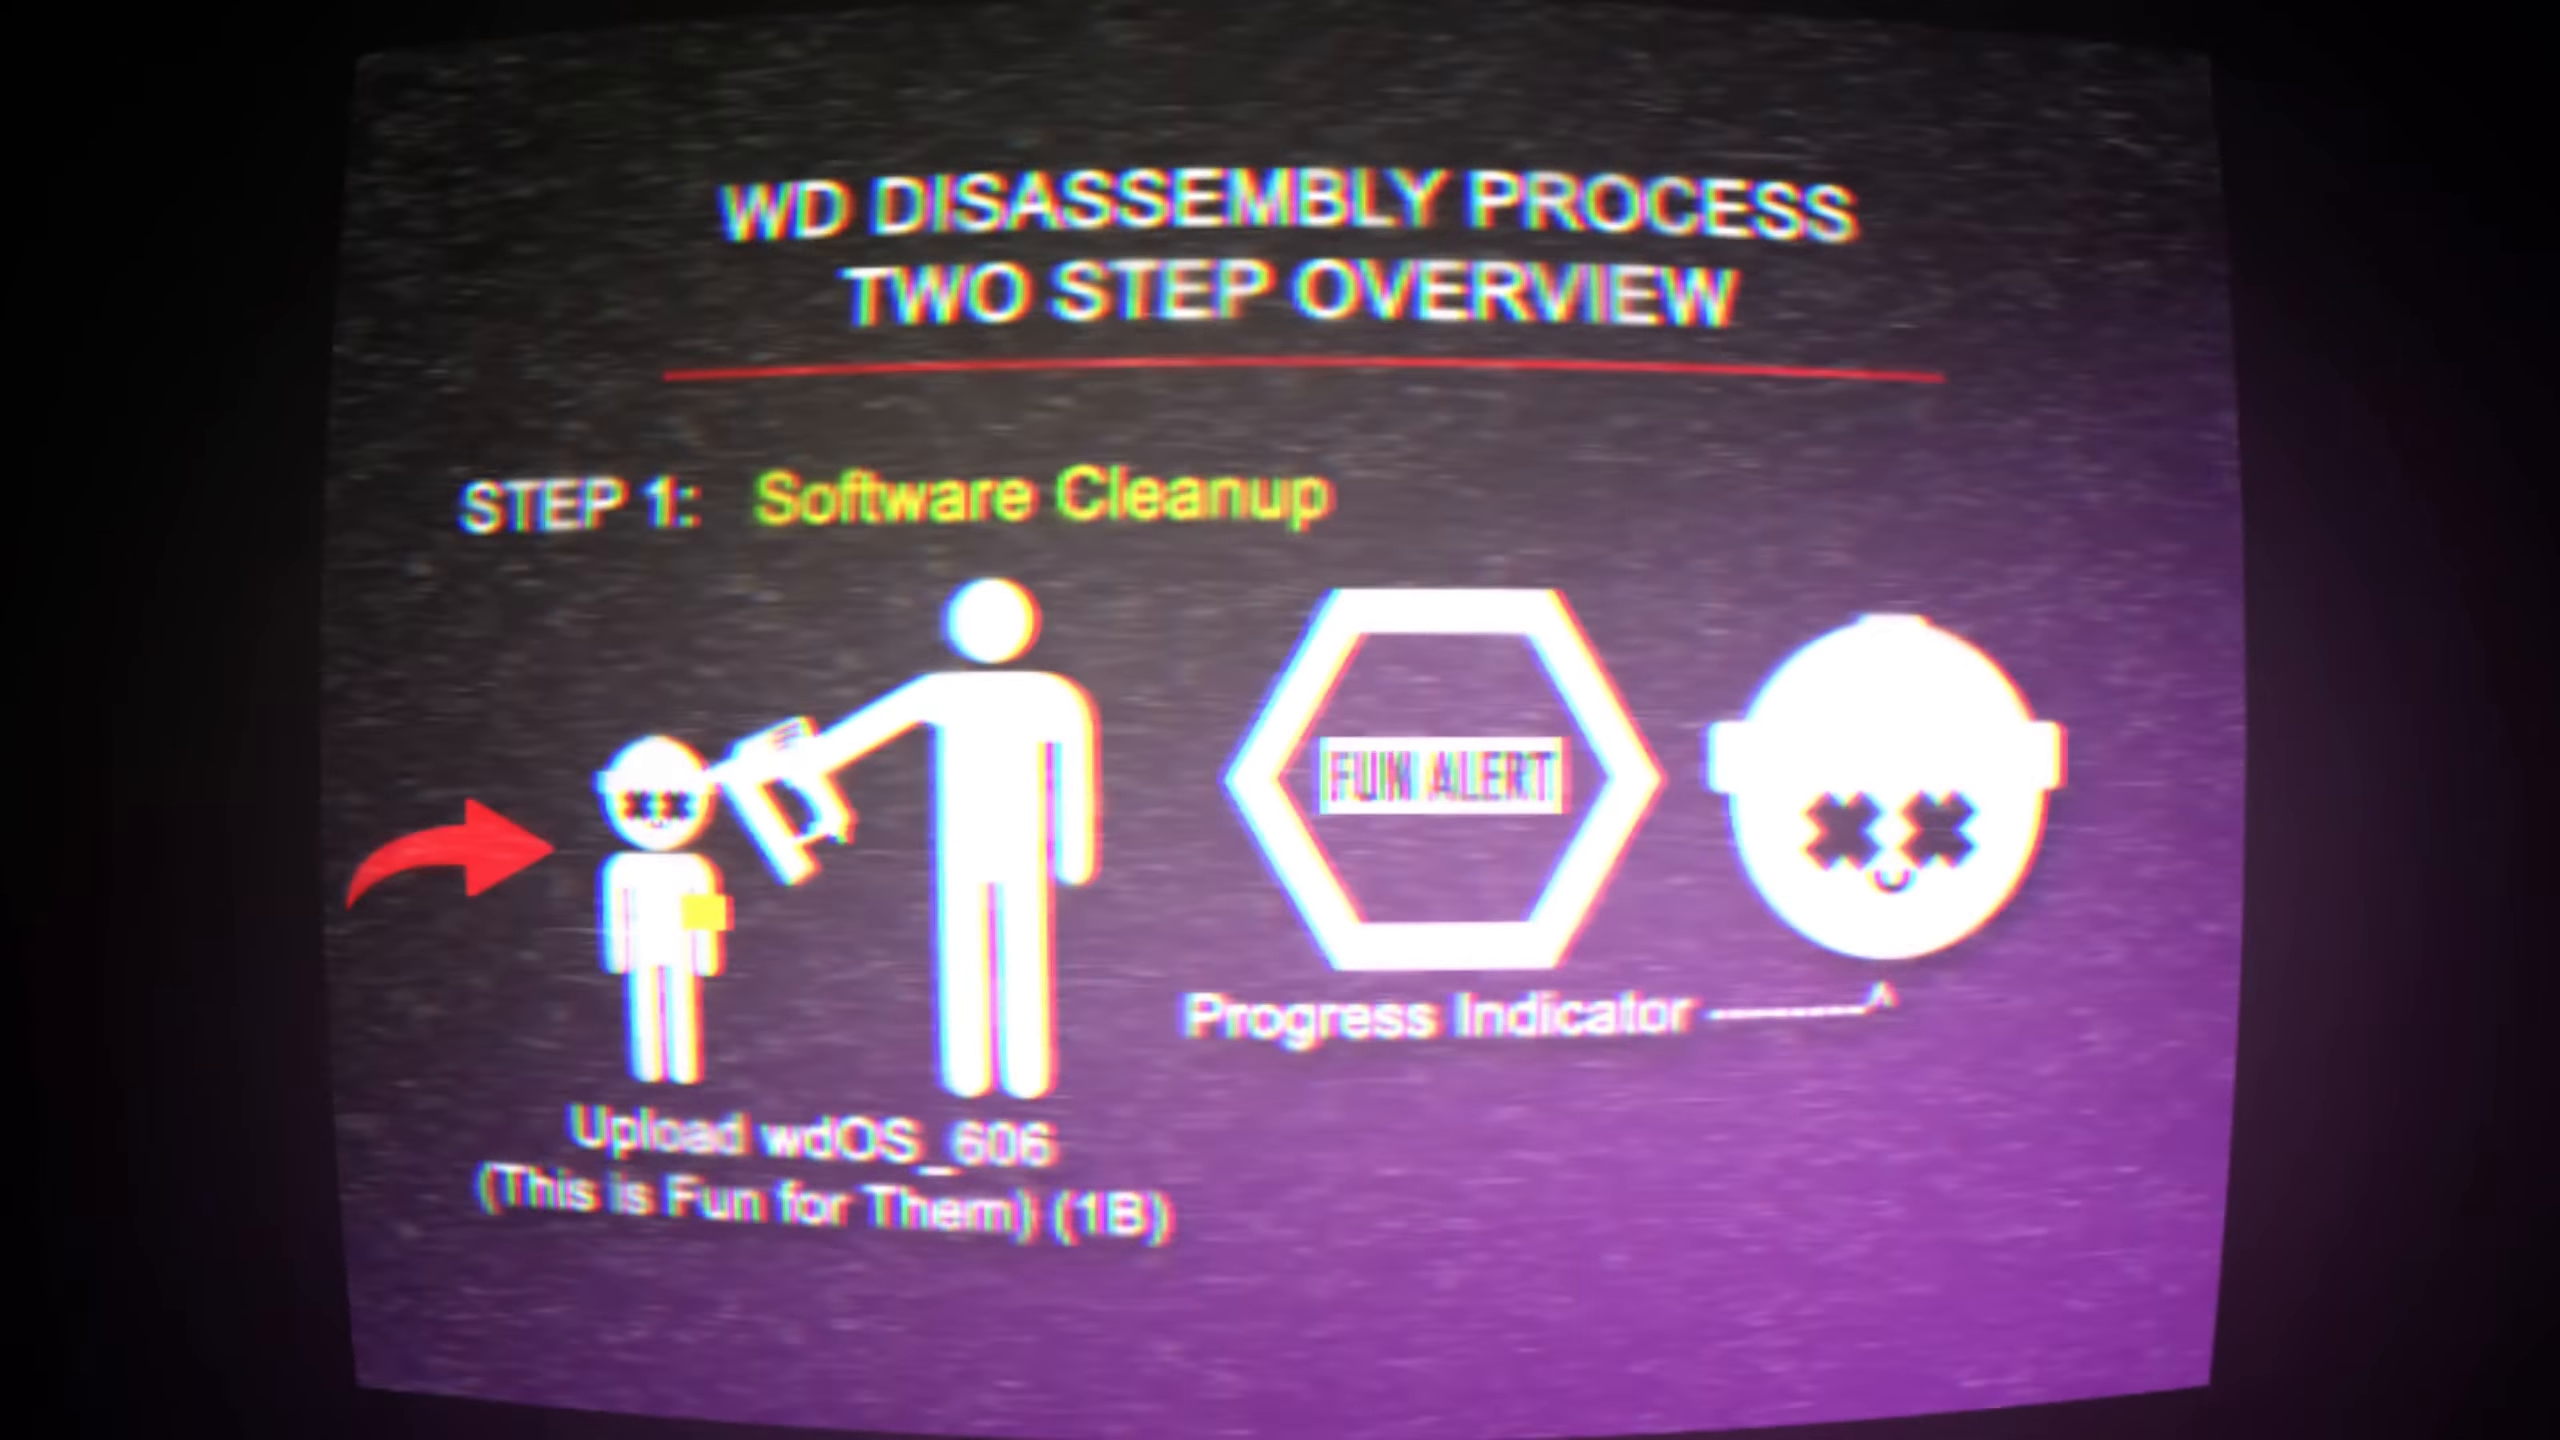 WD DISASSEMBLY PROCESS
TWO STEP OVERVIEW
STEP 1: Software Cleanup
FUN ALERT
Progress Indicator
Upload wdOS_606
(This is Fun for Them) (1B)